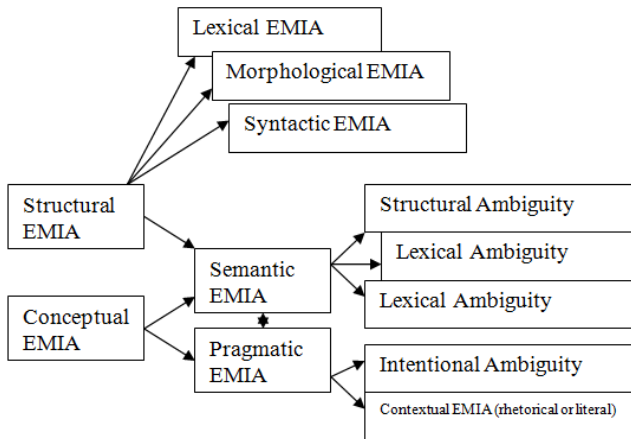 Lexical EMIA
Morphological EMIA
Syntactic EMIA
Structural
EMIA
Structural Ambiguity
Lexical Ambiguity
Semantic
EMIA
Lexical Ambiguity
Conceptual
EMIA
Pragmatic
EMIA
Intentional Ambiguity
Contextual EMIA (rhetorical or literal)